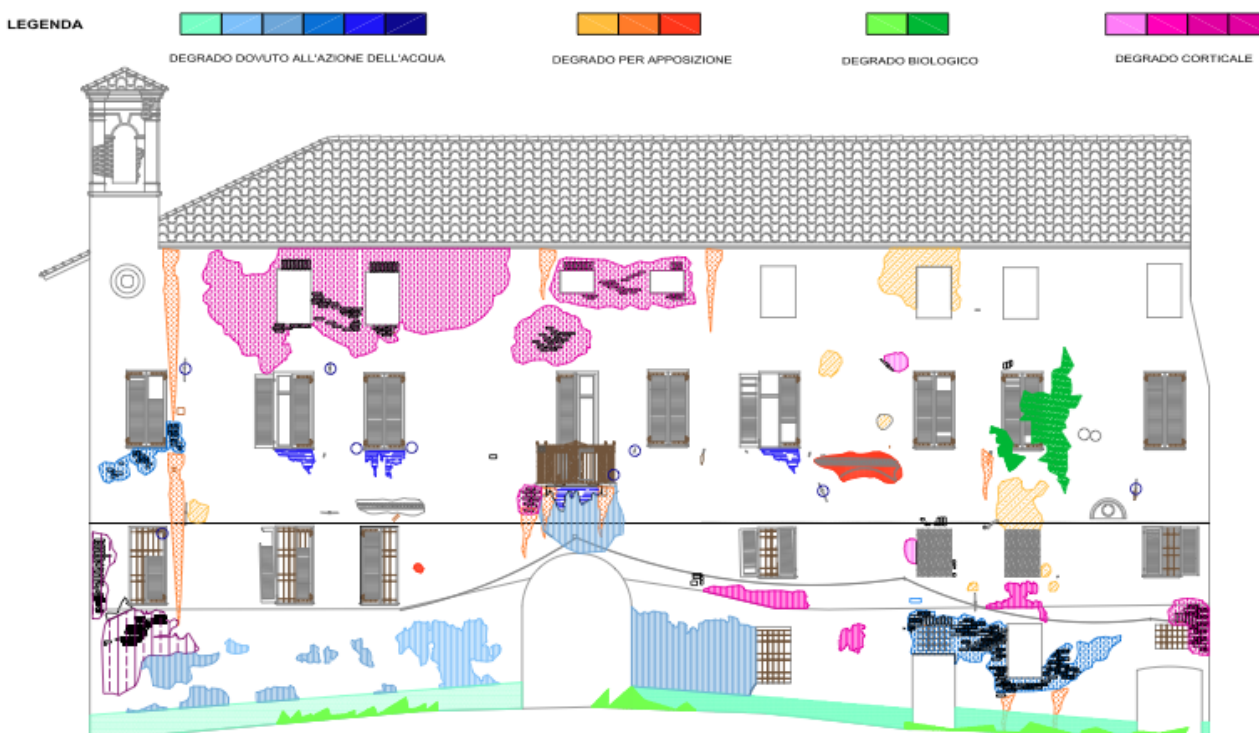 LEGENDA
DEGRADO DOVUTO ALL'AZIONE DELL'ACQUA
DEGRADO PER APPOSIZIONE
DEGRADO BIOLOGICO
DEGRADO CORTICALE